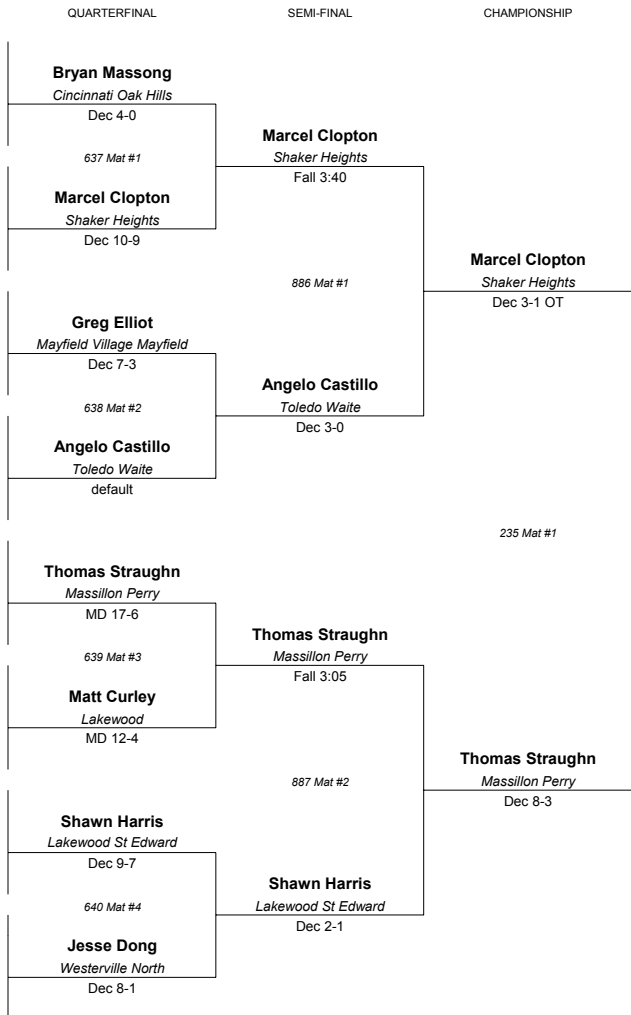 QUARTERFINAL
SEMI-FINAL
CHAMPIONSHIP
Bryan Massong
Cincinnati Oak Hills
Dec 4-0
637 Mat #1
Marcel Clopton
Shaker Heights
Dec 10-9
Marcel Clopton
Shaker Heights
Fall 3:40
886 Mat #1
Marcel Clopton
Shaker Heights
Dec 3-1 OT
Greg Elliot
Mayfield Village Mayfield
Dec 7-3
638 Mat #2
Angelo Castillo
Toledo Waite
default
Angelo Castillo
Toledo Waite
Dec 3-0
235 Mat #1
Thomas Straughn
Massillon Perry
MD 17-6
639 Mat #3
Matt Curley
Lakewood
MD 12-4
Thomas Straughn
Massillon Perry
Fall 3:05
887 Mat #2
Thomas Straughn
Massillon Perry
Dec 8-3
Shawn Harris
Lakewood St Edward
Dec 9-7
640 Mat #4
Jesse Dong
Westerville North
Dec 8-1
Shawn Harris
Lakewood St Edward
Dec 2-1